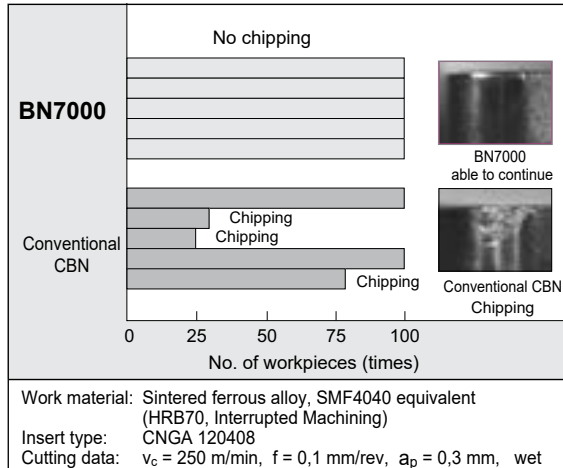 No chipping
BN7000
BN7000
able to continue
Conventional
CBN
Chipping
Chipping
Chipping
Conventional CBN
Chipping
0 25 50 75 100
No. of workpieces (times)
Work material: Sintered ferrous alloy, SMF4040 equivalent
(HRB70, Interrupted Machining)
Insert type: CNGA 120408
Cutting data: vc = 250 m/min, f = 0,1 mm/rev, ap = 0,3 mm, wet